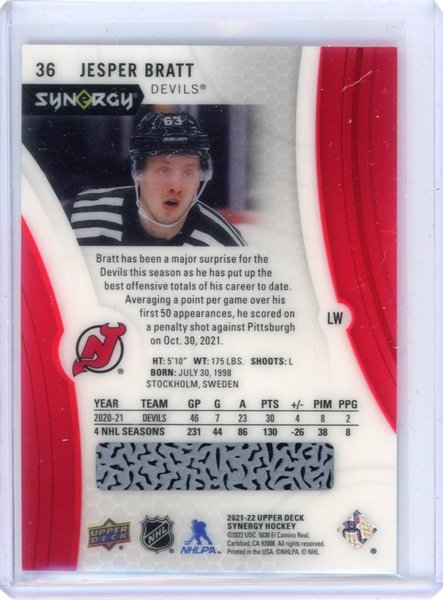 36 JESPER BRATT
DEVILS®
SYNERGY
63
BAUER
Bratt has been a major surprise for the
Devils this season as he has put up the
best offensive totals of his career to date.
Averaging a point per game over his
first 50 appearances, he scored on
a penalty shot against Pittsburgh
on Oct. 30, 2021.
LW
HT: 5'10" WT: 175 LBS. SHOOTS: L
BORN: JULY 30, 1998
STOCKHOLM, SWEDEN
YEAR TEAM GP G A PTS +/- PIM PPG
2020-21 DEVILS 46 7 23 30 4 8 2
4 NHL SEASONS 231 44 86 130 -26 38 8
UPPER DECK
NHL
NHLPA®
2021-22 UPPER DECK
SYNERGY HOCKEY
©2022 UDC. 5830 El Camino Real,
Carlsbad, CA 92008. All rights reserved.
Printed in the USA. ©NHLPA. © NHL.